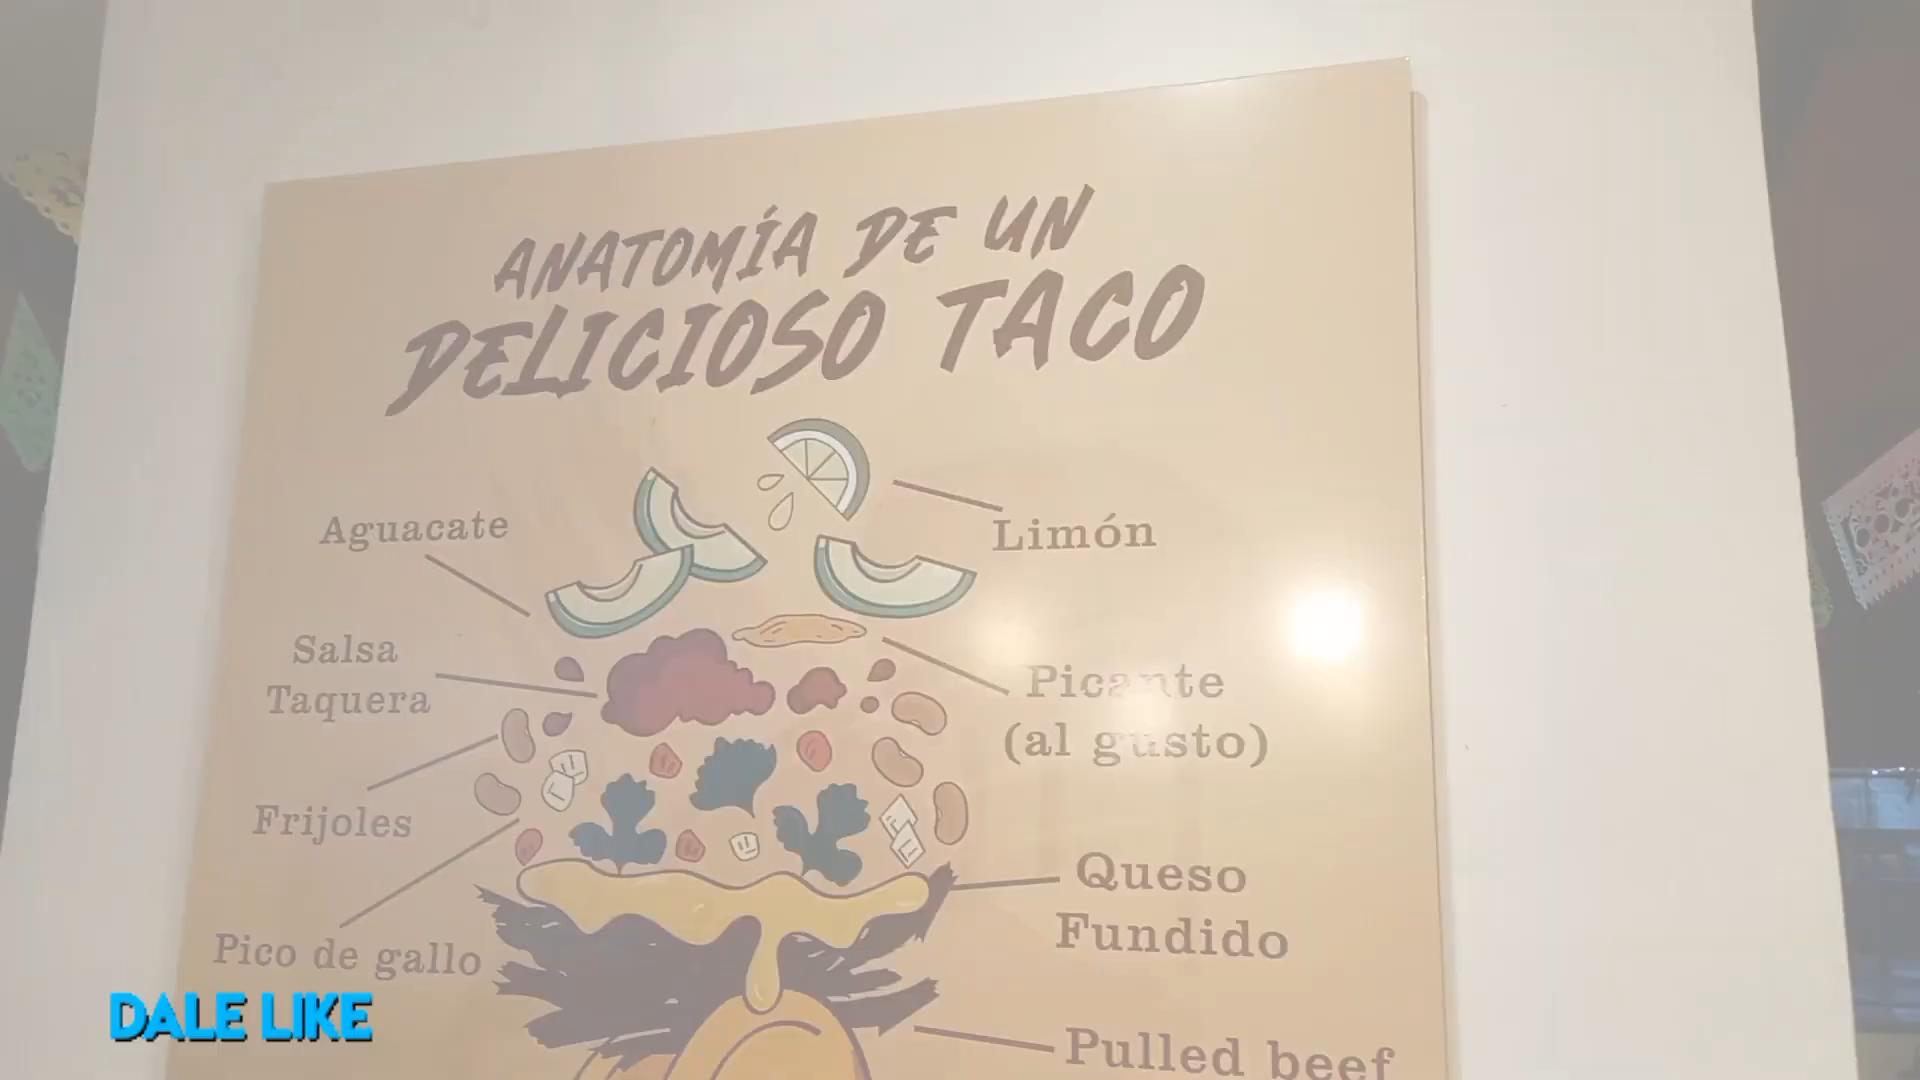 ANATOMÍA DE UN
DELICIOSO TACO
Aguacate
Limón
Salsa
Taquera
Picante
(al gusto)
Frijoles
Queso
Fundido
Pico de gallo
Pulled beef
DALE LIKE